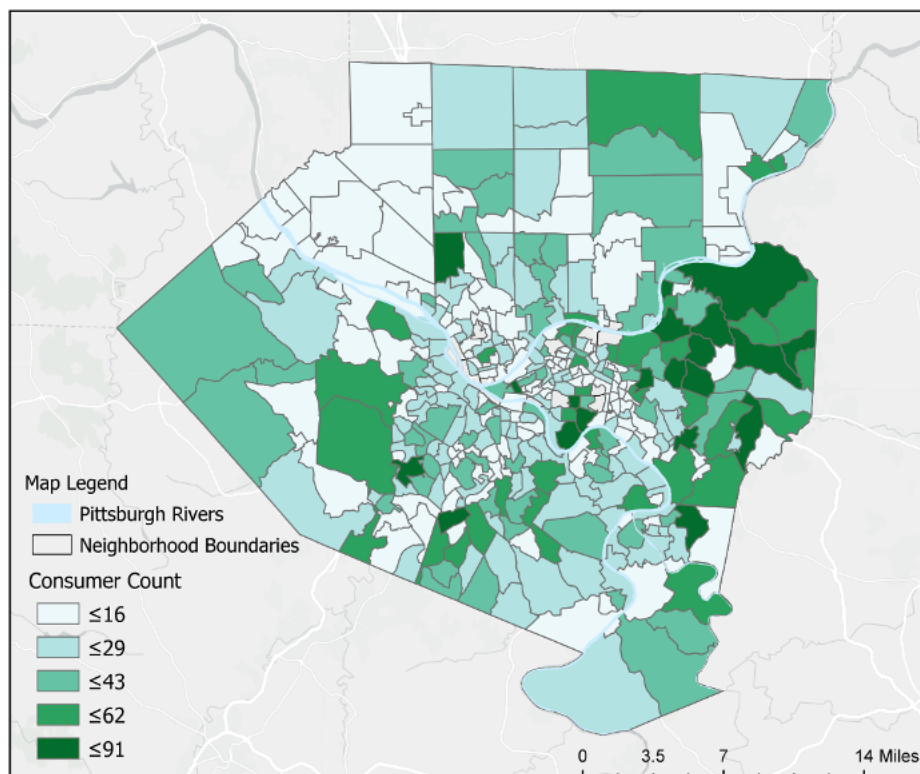 Map Legend
Pittsburgh Rivers
Neighborhood Boundaries
Consumer Count
≤16
≤29
≤43
≤62
≤91
0 3.5 7 14 Miles